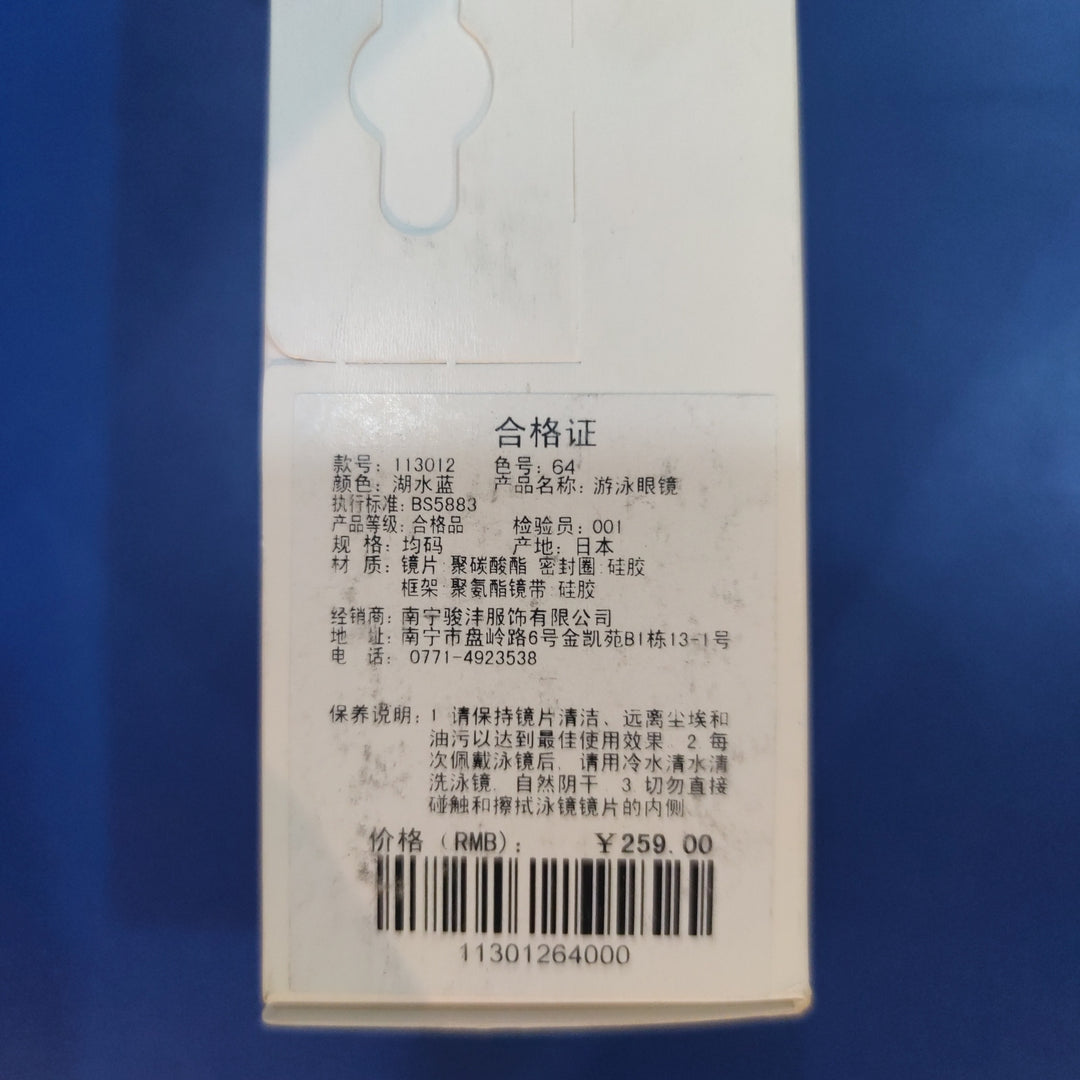 合格证
款号：113012 色号：64
颜色：湖水蓝 产品名称：游泳眼镜
执行标准：BS5883
产品等级：合格品 检验员：001
规 格：均码 产地：日本
材 质：镜片:聚碳酸酯 密封圈:硅胶
框架:聚氨酯镜带:硅胶
经销商：南宁骏沣服饰有限公司
地 址：南宁市盘岭路6号金凯苑B1栋13-1号
电 话： 0771-4923538
保养说明：1.请保持镜片清洁、远离尘埃和
油污以达到最佳使用效果。2.每
次佩戴泳镜后，请用冷水清水清
洗泳镜，自然阴干。3.切勿直接
碰触和擦拭泳镜镜片的内侧。
价格（RMB）： ￥259.00
11301264000